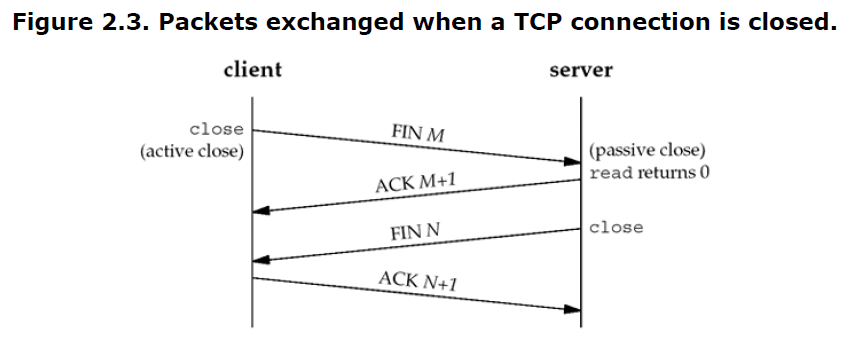 Figure 2.3. Packets exchanged when a TCP connection is closed.
client
server
close
(active close)
FIN M
(passive close)
read returns 0
ACK M+1
FIN N
close
ACK N+1